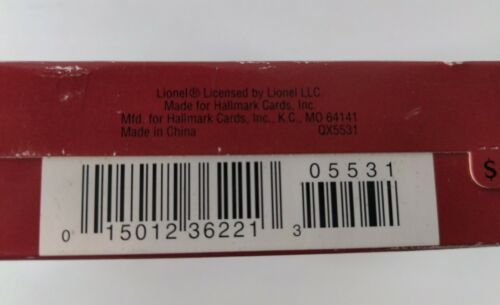 Lionel® Licensed by Lionel LLC.
Made for Hallmark Cards, Inc.
Mfd. for Hallmark Cards, Inc., K.C., MO 64141
Made in China QX5531
05531
$
0 15012 36221 3